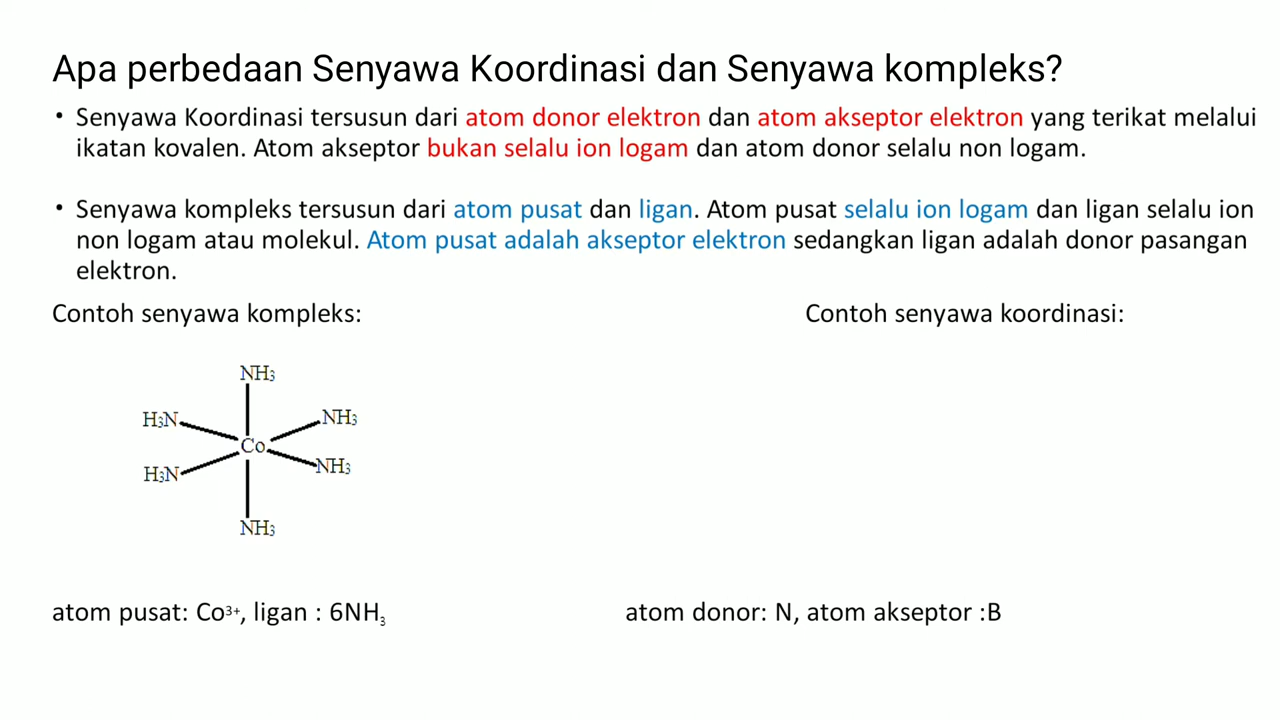 Apa perbedaan Senyawa Koordinasi dan Senyawa kompleks?
• Senyawa Koordinasi tersusun dari atom donor elektron dan atom akseptor elektron yang terikat melalui
ikatan kovalen. Atom akseptor bukan selalu ion logam dan atom donor selalu non logam.
• Senyawa kompleks tersusun dari atom pusat dan ligan. Atom pusat selalu ion logam dan ligan selalu ion
non logam atau molekul. Atom pusat adalah akseptor elektron sedangkan ligan adalah donor pasangan
elektron.
Contoh senyawa kompleks:
Contoh senyawa koordinasi:
NH₃
H₃N
NH₃
Co
H₃N
NH₃
NH₃
atom pusat: Co³⁺, ligan : 6NH₃
atom donor: N, atom akseptor :B